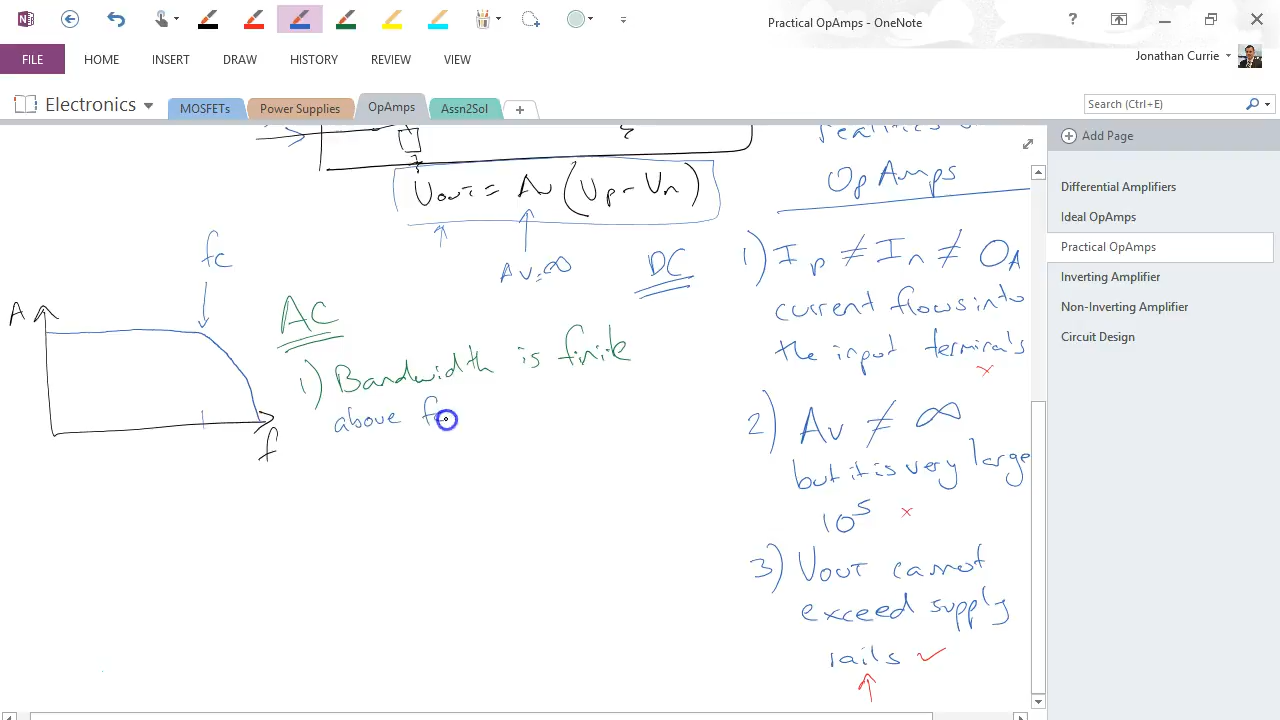 Practical OpAmps - OneNote
Jonathan Currie
FILE HOME INSERT DRAW HISTORY REVIEW VIEW
Electronics
MOSFETs Power Supplies OpAmps Assn2Sol
Search (Ctrl+E)
Add Page
Differential Amplifiers
Ideal OpAmps
Practical OpAmps
Inverting Amplifier
Non-Inverting Amplifier
Circuit Design
VOUT = Av (Vp - Vn)
Av = ∞
DC
fc
A
f
AC
1) Bandwidth is finite
above f
OpAmps
1) Ip ≠ In ≠ 0A
current flows into
the input terminals
×
2) Av ≠ ∞
but it is very large
10^5 ×
3) VOUT cannot
exceed supply
rails ✓